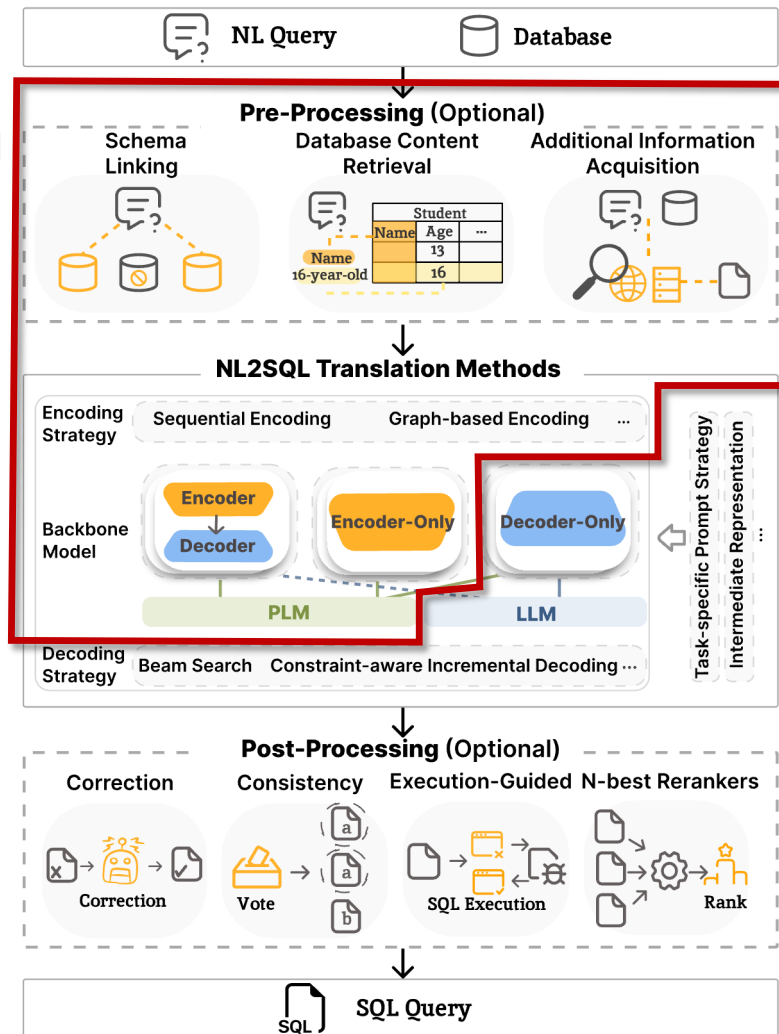 NL Query
Database
Pre-Processing (Optional)
Schema
Linking
Database Content
Retrieval
Additional Information
Acquisition
Student
Name
Age
...
13
16
Name
16-year-old
NL2SQL Translation Methods
Encoding
Strategy
Sequential Encoding
Graph-based Encoding
...
Backbone
Model
Encoder
Decoder
Encoder-Only
Decoder-Only
PLM
LLM
Decoding
Strategy
Beam Search
Constraint-aware Incremental Decoding
...
Task-specific Prompt Strategy
Intermediate Representation
...
Post-Processing (Optional)
Correction
Consistency
Execution-Guided
N-best Rerankers
Correction
Vote
a
a
b
SQL Execution
Rank
SQL
SQL Query